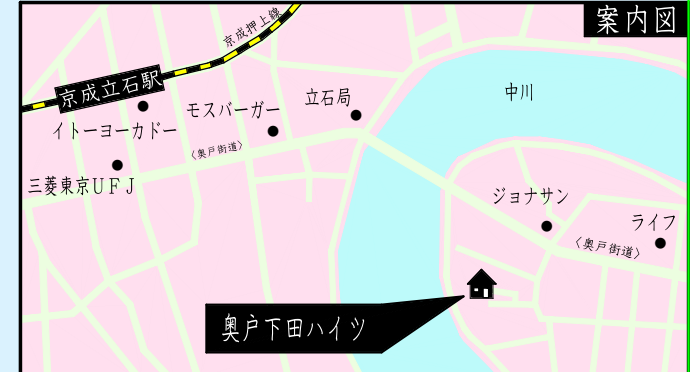 案内図
京成押上線
京成立石駅
イトーヨーカドー
モスバーガー
立石局
中川
〈奥戸街道〉
三菱東京UFJ
ジョナサン
ライフ
〈奥戸街道〉
奥戸下田ハイツ